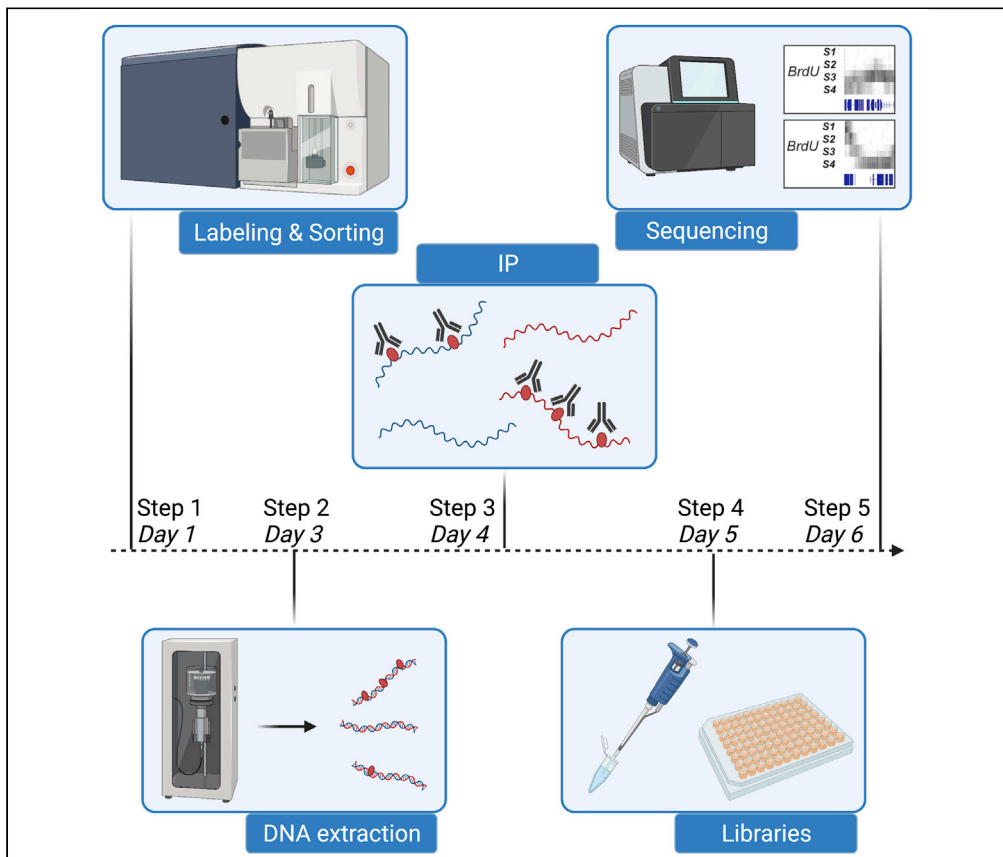 Labeling & Sorting
Sequencing
BrdU
S1
S2
S3
S4
BrdU
S1
S2
S3
S4
IP
Step 1
Day 1
Step 2
Day 3
Step 3
Day 4
Step 4
Day 5
Step 5
Day 6
DNA extraction
Libraries